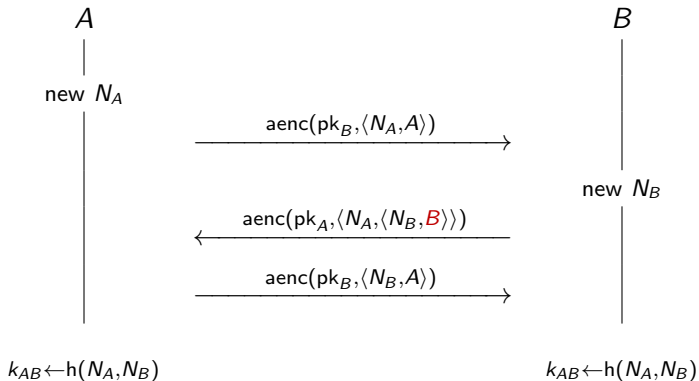 A B
new N_A
aenc(pk_B,⟨N_A,A⟩)
new N_B
aenc(pk_A,⟨N_A,⟨N_B,B⟩⟩)
aenc(pk_B,⟨N_B,A⟩)
k_AB←h(N_A,N_B) k_AB←h(N_A,N_B)